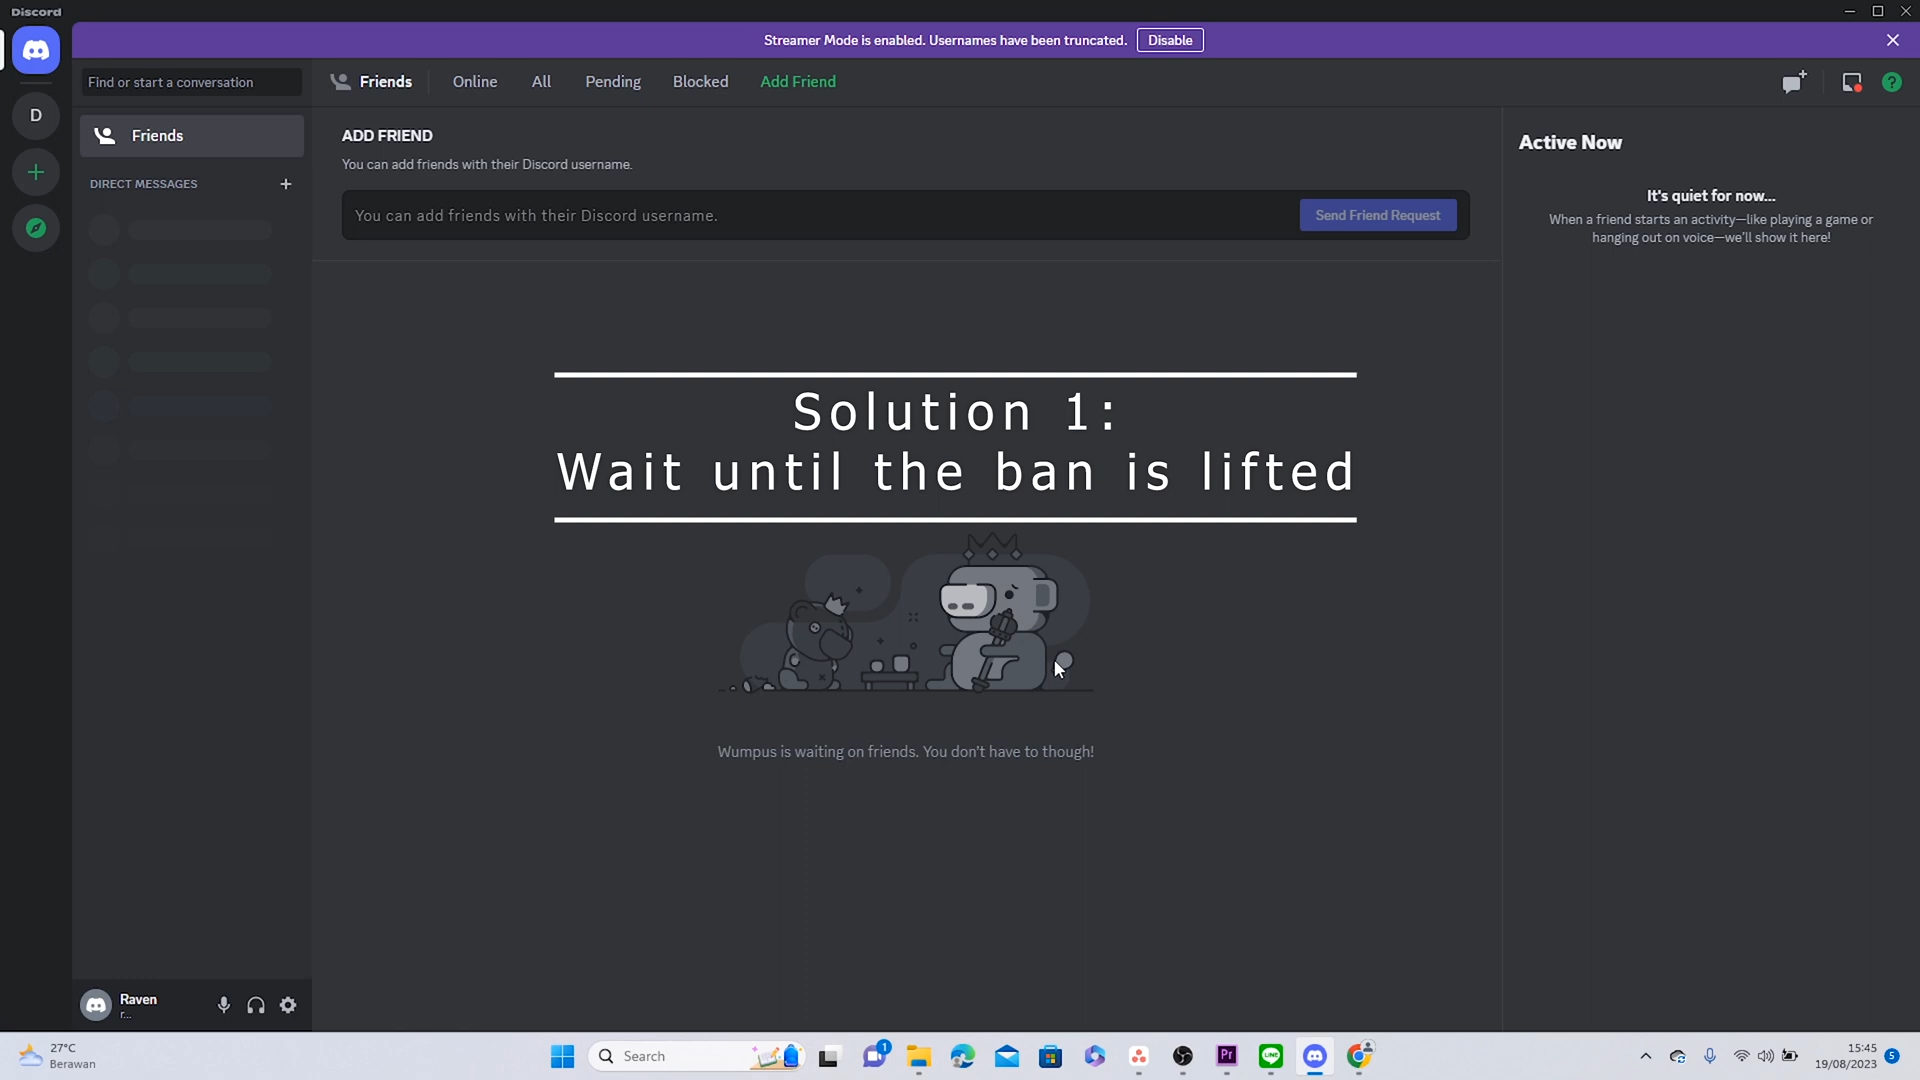 Discord
Streamer Mode is enabled. Usernames have been truncated. Disable
Find or start a conversation
Friends Online All Pending Blocked Add Friend
D
Friends
ADD FRIEND
You can add friends with their Discord username.
Active Now
DIRECT MESSAGES
You can add friends with their Discord username. Send Friend Request
It's quiet for now...
When a friend starts an activity—like playing a game or
hanging out on voice—we'll show it here!
Solution 1:
Wait until the ban is lifted
Wumpus is waiting on friends. You don't have to though!
Raven
r...
27°C
Berawan
Search
1
Pr
LINE
15:45
19/08/2023
5